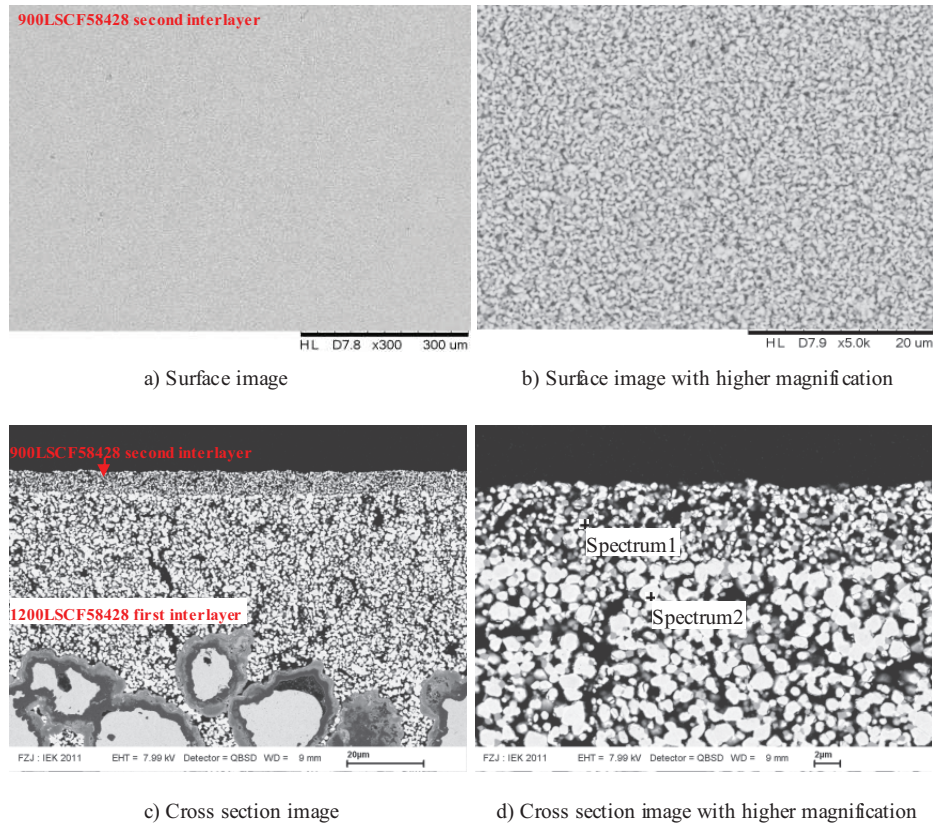 900LSCF58428 second interlayer
HL D7.8 x300 300 um
HL D7.9 x5.0k 20 um
a) Surface image
b) Surface image with higher magnification
900LSCF58428 second interlayer
1200LSCF58428 first interlayer
Spectrum1
Spectrum2
FZJ : IEK 2011 EHT = 7.99 kV Detector = QBSD WD = 9 mm 20µm
FZJ : IEK 2011 EHT = 7.99 kV Detector = QBSD WD = 9 mm 2µm
c) Cross section image
d) Cross section image with higher magnification